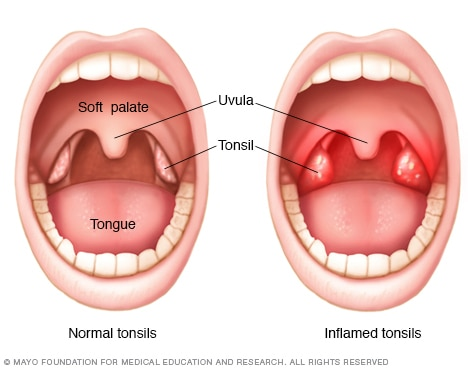 Soft palate
Uvula
Tonsil
Tongue
Normal tonsils
Inflamed tonsils
© MAYO FOUNDATION FOR MEDICAL EDUCATION AND RESEARCH. ALL RIGHTS RESERVED